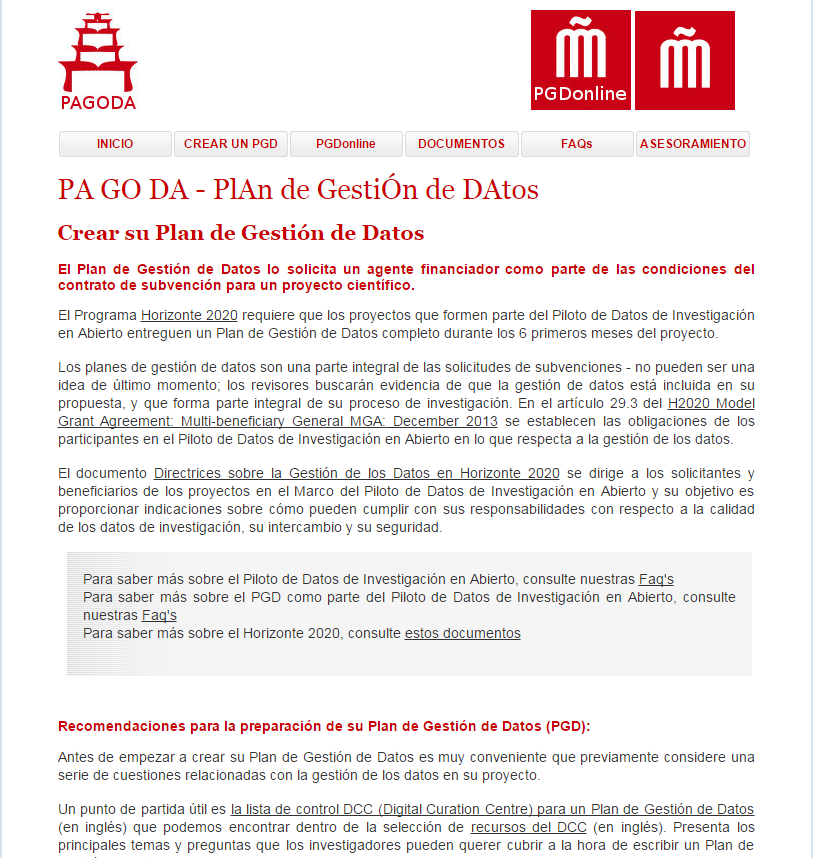 PAGODA
PGDonline
INICIO CREAR UN PGD PGDonline DOCUMENTOS FAQs ASESORAMIENTO
PA GO DA - PlAn de GestiÓn de DAtos
Crear su Plan de Gestión de Datos
El Plan de Gestión de Datos lo solicita un agente financiador como parte de las condiciones del
contrato de subvención para un proyecto científico.
El Programa Horizonte 2020 requiere que los proyectos que formen parte del Piloto de Datos de Investigación
en Abierto entreguen un Plan de Gestión de Datos completo durante los 6 primeros meses del proyecto.
Los planes de gestión de datos son una parte integral de las solicitudes de subvenciones - no pueden ser una
idea de último momento; los revisores buscarán evidencia de que la gestión de datos está incluida en su
propuesta, y que forma parte integral de su proceso de investigación. En el artículo 29.3 del H2020 Model
Grant Agreement: Multi-beneficiary General MGA: December 2013 se establecen las obligaciones de los
participantes en el Piloto de Datos de Investigación en Abierto en lo que respecta a la gestión de los datos.
El documento Directrices sobre la Gestión de los Datos en Horizonte 2020 se dirige a los solicitantes y
beneficiarios de los proyectos en el Marco del Piloto de Datos de Investigación en Abierto y su objetivo es
proporcionar indicaciones sobre cómo pueden cumplir con sus responsabilidades con respecto a la calidad
de los datos de investigación, su intercambio y su seguridad.
Para saber más sobre el Piloto de Datos de Investigación en Abierto, consulte nuestras Faq's
Para saber más sobre el PGD como parte del Piloto de Datos de Investigación en Abierto, consulte
nuestras Faq's
Para saber más sobre el Horizonte 2020, consulte estos documentos
Recomendaciones para la preparación de su Plan de Gestión de Datos (PGD):
Antes de empezar a crear su Plan de Gestión de Datos es muy conveniente que previamente considere una
serie de cuestiones relacionadas con la gestión de los datos en su proyecto.
Un punto de partida útil es la lista de control DCC (Digital Curation Centre) para un Plan de Gestión de Datos
(en inglés) que podemos encontrar dentro de la selección de recursos del DCC (en inglés). Presenta los
principales temas y preguntas que los investigadores pueden querer cubrir a la hora de escribir un Plan de